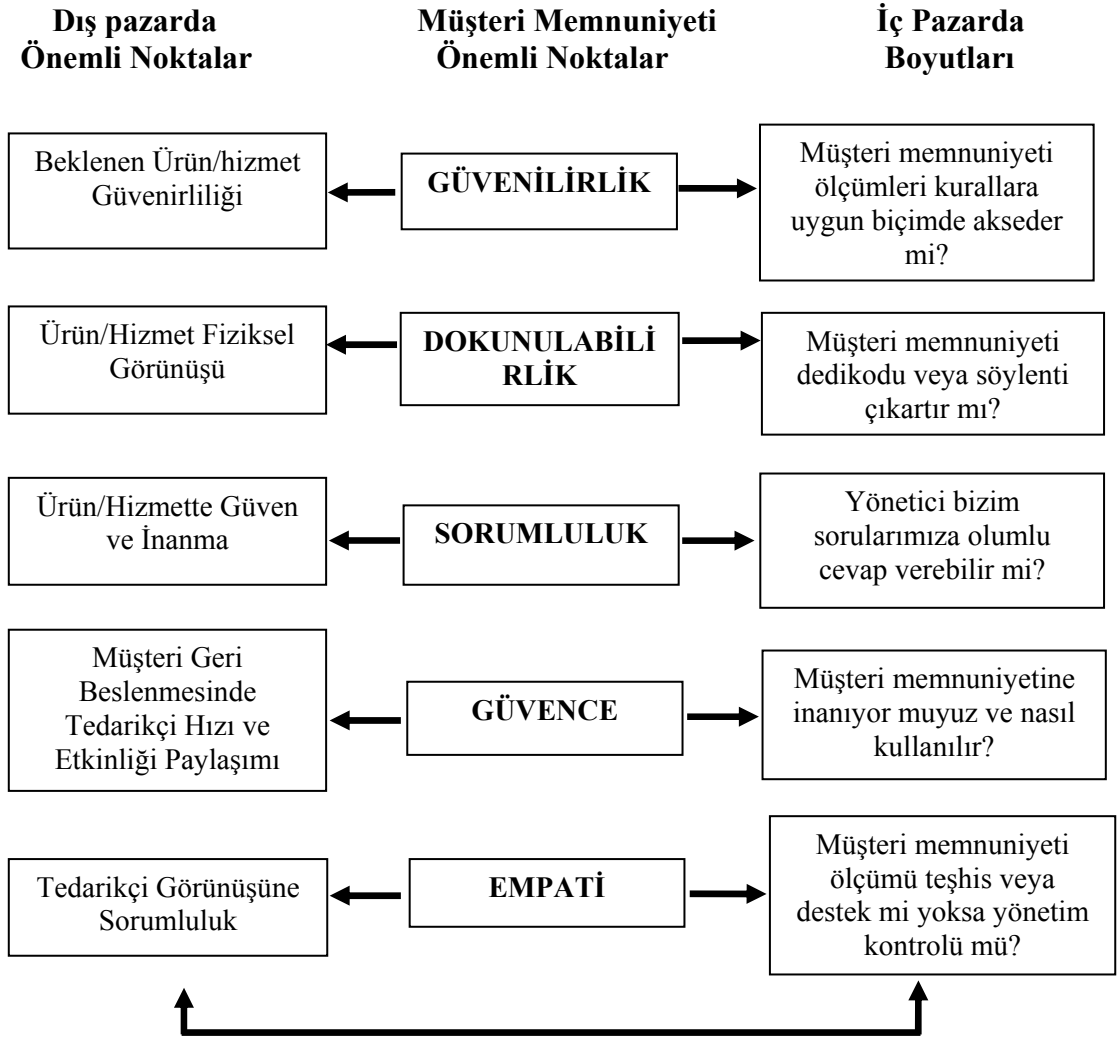 Dış pazarda
Önemli Noktalar
Müşteri Memnuniyeti
Önemli Noktalar
İç Pazarda
Boyutları
Beklenen Ürün/hizmet
Güvenirliliği
GÜVENİLİRLİK
Müşteri memnuniyeti
ölçümleri kurallara
uygun biçimde akseder
mi?
Ürün/Hizmet Fiziksel
Görünüşü
DOKUNULABİLİ
RLİK
Müşteri memnuniyeti
dedikodu veya söylenti
çıkartır mı?
Ürün/Hizmette Güven
ve İnanma
SORUMLULUK
Yönetici bizim
sorularımıza olumlu
cevap verebilir mi?
Müşteri Geri
Beslenmesinde
Tedarikçi Hızı ve
Etkinliği Paylaşımı
GÜVENCE
Müşteri memnuniyetine
inanıyor muyuz ve nasıl
kullanılır?
Tedarikçi Görünüşüne
Sorumluluk
EMPATİ
Müşteri memnuniyeti
ölçümü teşhis veya
destek mi yoksa yönetim
kontrolü mü?